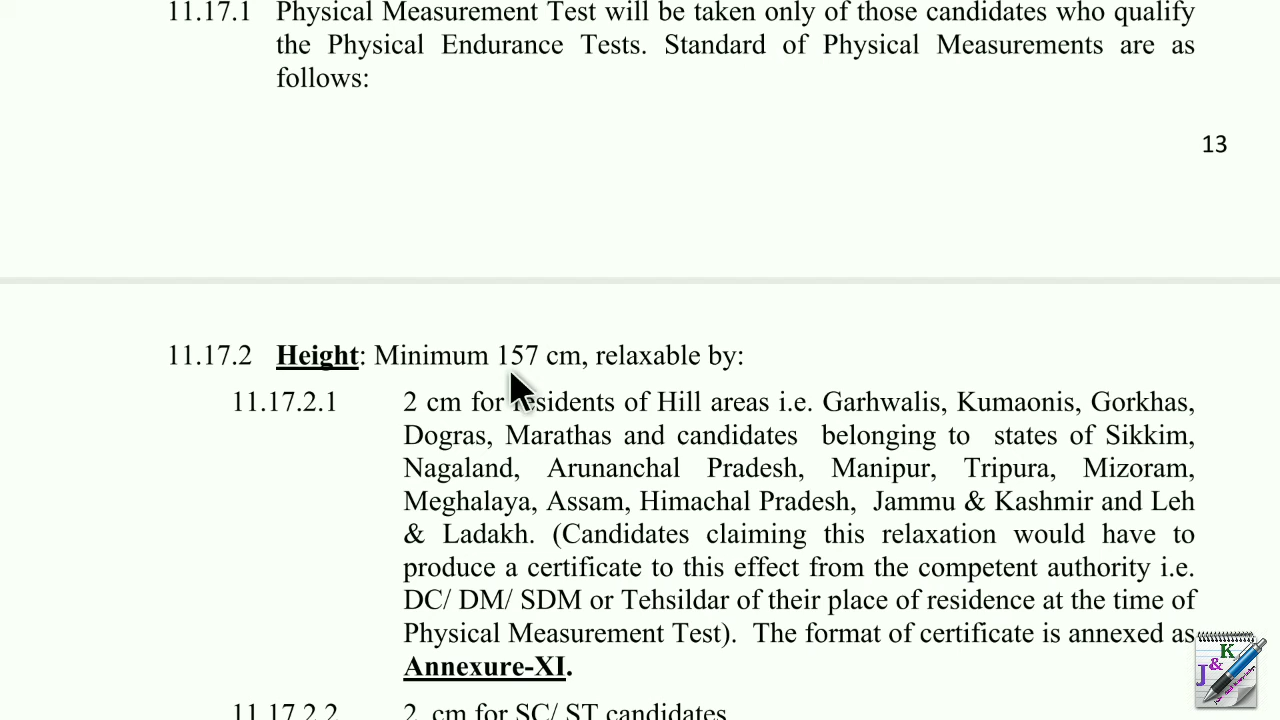 11.17.1 Physical Measurement Test will be taken only of those candidates who qualify
the Physical Endurance Tests. Standard of Physical Measurements are as
follows:
13
11.17.2 Height: Minimum 157 cm, relaxable by:
11.17.2.1 2 cm for residents of Hill areas i.e. Garhwalis, Kumaonis, Gorkhas,
Dogras, Marathas and candidates belonging to states of Sikkim,
Nagaland, Arunanchal Pradesh, Manipur, Tripura, Mizoram,
Meghalaya, Assam, Himachal Pradesh, Jammu & Kashmir and Leh
& Ladakh. (Candidates claiming this relaxation would have to
produce a certificate to this effect from the competent authority i.e.
DC/ DM/ SDM or Tehsildar of their place of residence at the time of
Physical Measurement Test). The format of certificate is annexed as
Annexure-XI.
J&K
11.17.2.2 2 cm for SC/ ST candidates